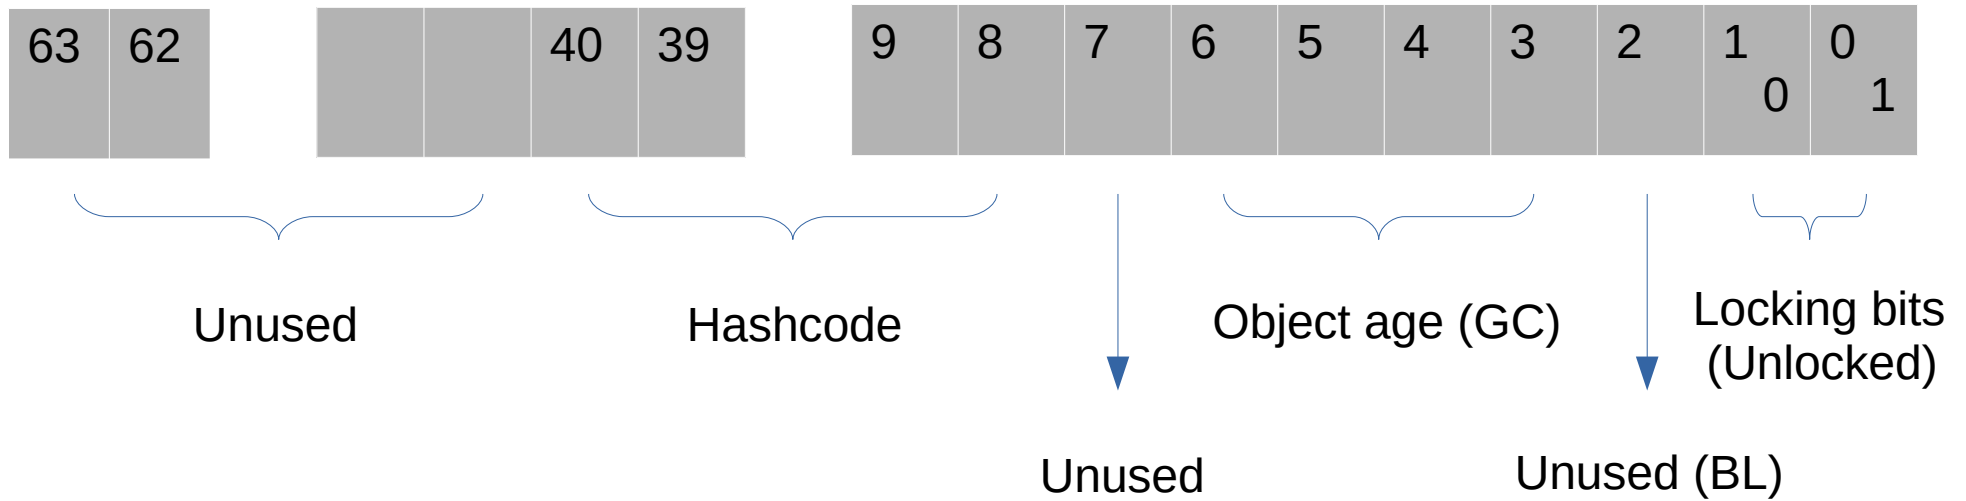 63 62 40 39 9 8 7 6 5 4 3 2 1 0
0 1
Unused Hashcode Object age (GC) Locking bits
(Unlocked)
Unused Unused (BL)